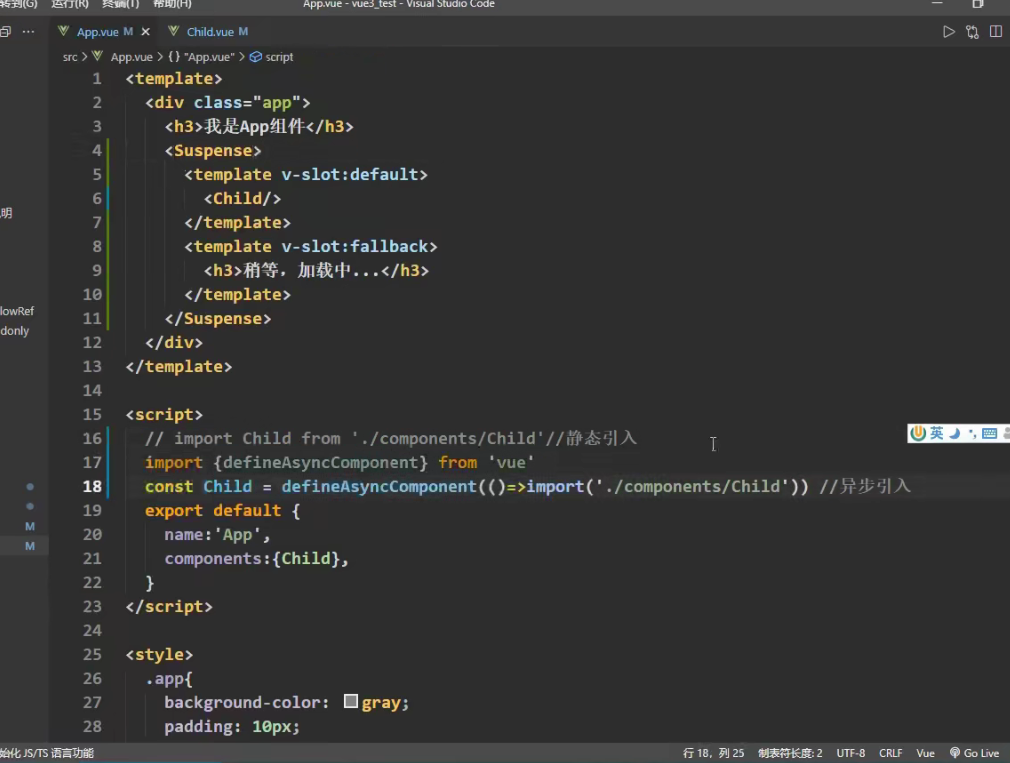 转到(G) 运行(R) 终端(T) 帮助(H) App.vue - vue3_test - Visual Studio Code
App.vue M Child.vue M
src > App.vue > {} "App.vue" > script
1 <template>
2 <div class="app">
3 <h3>我是App组件</h3>
4 <Suspense>
5 <template v-slot:default>
6 <Child/>
7 </template>
8 <template v-slot:fallback>
9 <h3>稍等，加载中...</h3>
10 </template>
11 </Suspense>
12 </div>
13 </template>
14
15 <script>
16 // import Child from './components/Child'//静态引入
17 import {defineAsyncComponent} from 'vue'
18 const Child = defineAsyncComponent(()=>import('./components/Child')) //异步引入
19 export default {
20 name:'App',
21 components:{Child},
22 }
23 </script>
24
25 <style>
26 .app{
27 background-color: gray;
28 padding: 10px;
明
lowRef
donly
M
M
英
始化 JS/TS 语言功能 行 18，列 25 制表符长度: 2 UTF-8 CRLF Vue Go Live